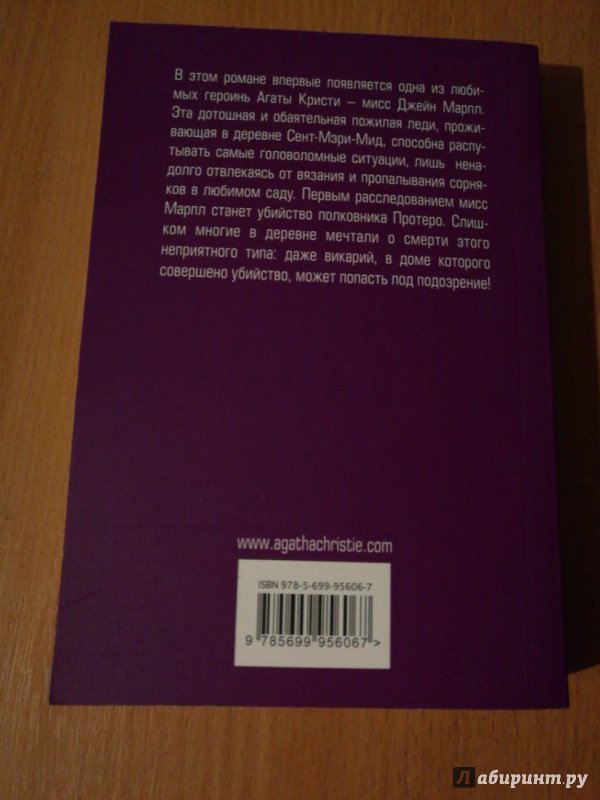 В этом романе впервые появляется одна из люби-
мых героинь Агаты Кристи – мисс Джейн Марпл.
Эта дотошная и обаятельная пожилая леди, прожи-
вающая в деревне Сент-Мэри-Мид, способна распу-
тывать самые головоломные ситуации, лишь нена-
долго отвлекаясь от вязания и пропалывания сорня-
ков в любимом саду. Первым расследованием мисс
Марпл станет убийство полковника Протеро. Слиш-
ком многие в деревне мечтали о смерти этого
неприятного типа: даже викарий, в доме которого
совершено убийство, может попасть под подозрение!
www.agathachristie.com
ISBN 978-5-699-95606-7
9 785699 956067>
Лабиринт.ру